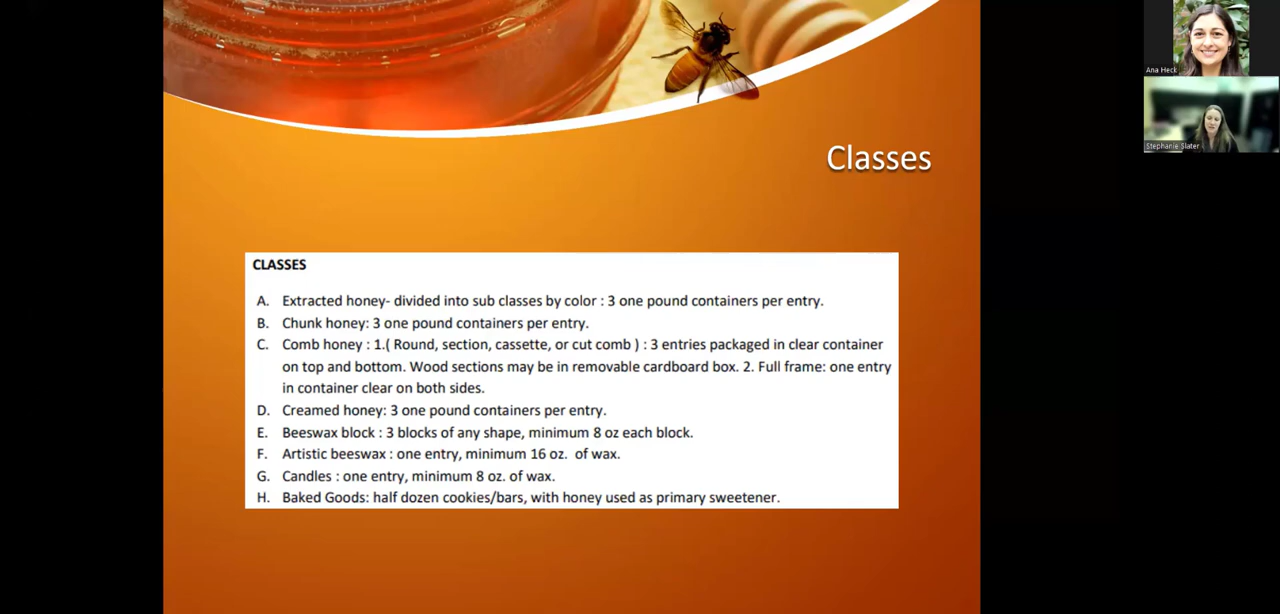 Ana Heck
Stephanie Slater
Classes
CLASSES
A. Extracted honey- divided into sub classes by color : 3 one pound containers per entry.
B. Chunk honey: 3 one pound containers per entry.
C. Comb honey : 1.( Round, section, cassette, or cut comb ) : 3 entries packaged in clear container
on top and bottom. Wood sections may be in removable cardboard box. 2. Full frame: one entry
in container clear on both sides.
D. Creamed honey: 3 one pound containers per entry.
E. Beeswax block : 3 blocks of any shape, minimum 8 oz each block.
F. Artistic beeswax : one entry, minimum 16 oz. of wax.
G. Candles : one entry, minimum 8 oz. of wax.
H. Baked Goods: half dozen cookies/bars, with honey used as primary sweetener.